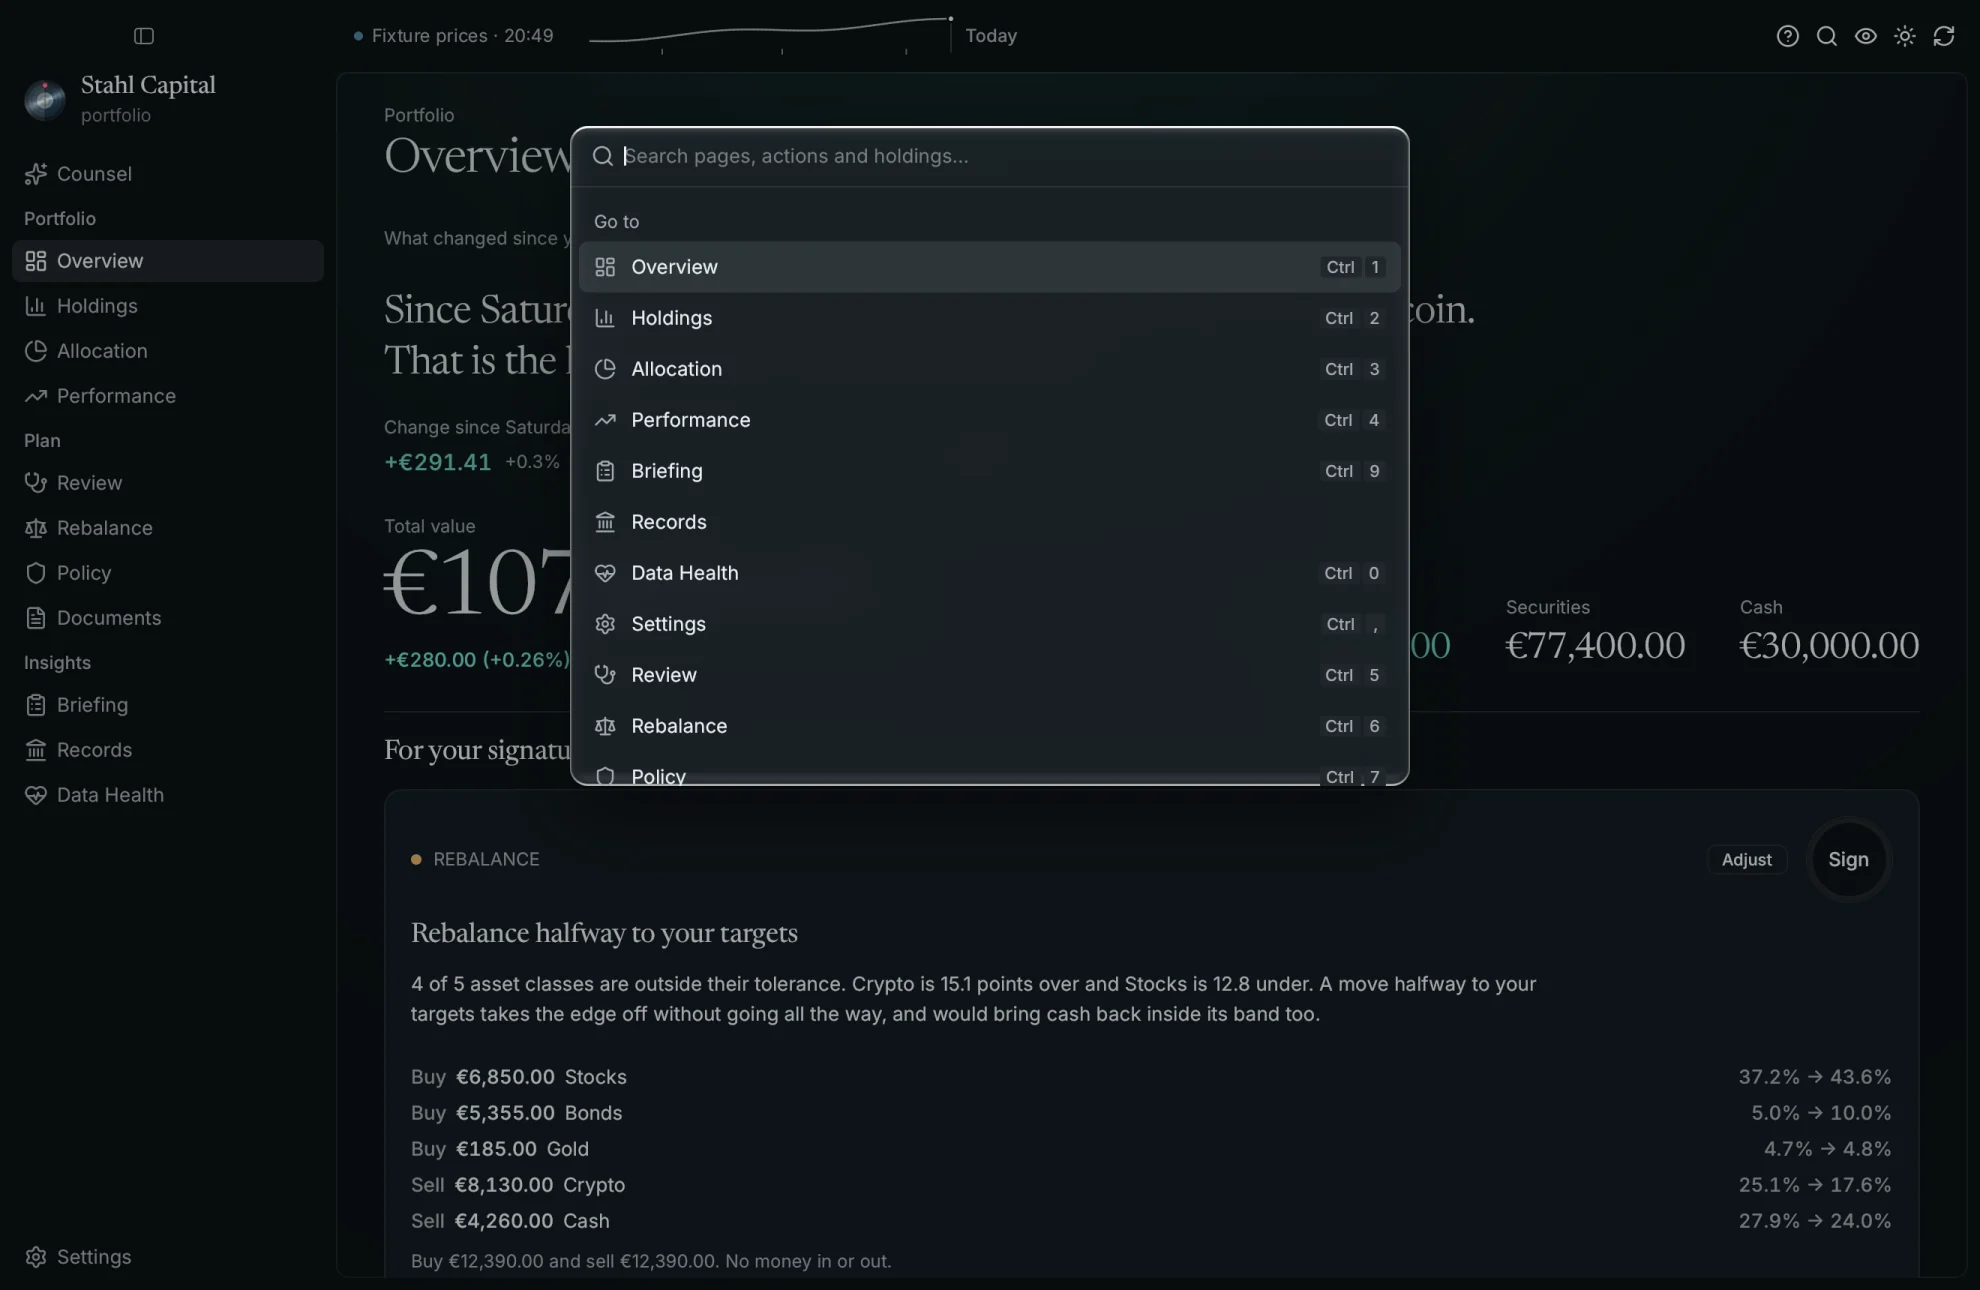 Fixture prices · 20:49
Today
Stahl Capital
portfolio
Counsel
Portfolio
Overview
Holdings
Allocation
Performance
Plan
Review
Rebalance
Policy
Documents
Insights
Briefing
Records
Data Health
Settings
Portfolio
Overview
What changed since
Since
coin.
That is the
Change since
+€291.41 +0.3%
Total value
€107
+€280.00 (+0.26%)
00
Securities
€77,400.00
Cash
€30,000.00
Search pages, actions and holdings...
Go to
Overview Ctrl 1
Holdings Ctrl 2
Allocation Ctrl 3
Performance Ctrl 4
Briefing Ctrl 9
Records
Data Health Ctrl 0
Settings Ctrl ,
Review Ctrl 5
Rebalance Ctrl 6
Policy Ctrl 7
For your
REBALANCE
Adjust
Sign
Rebalance halfway to your targets
4 of 5 asset classes are outside their tolerance. Crypto is 15.1 points over and Stocks is 12.8 under. A move halfway to your
targets takes the edge off without going all the way, and would bring cash back inside its band too.
Buy €6,850.00 Stocks 37.2% → 43.6%
Buy €5,355.00 Bonds 5.0% → 10.0%
Buy €185.00 Gold 4.7% → 4.8%
Sell €8,130.00 Crypto 25.1% → 17.6%
Sell €4,260.00 Cash 27.9% → 24.0%
Buy €12,390.00 and sell €12,390.00. No money in or out.